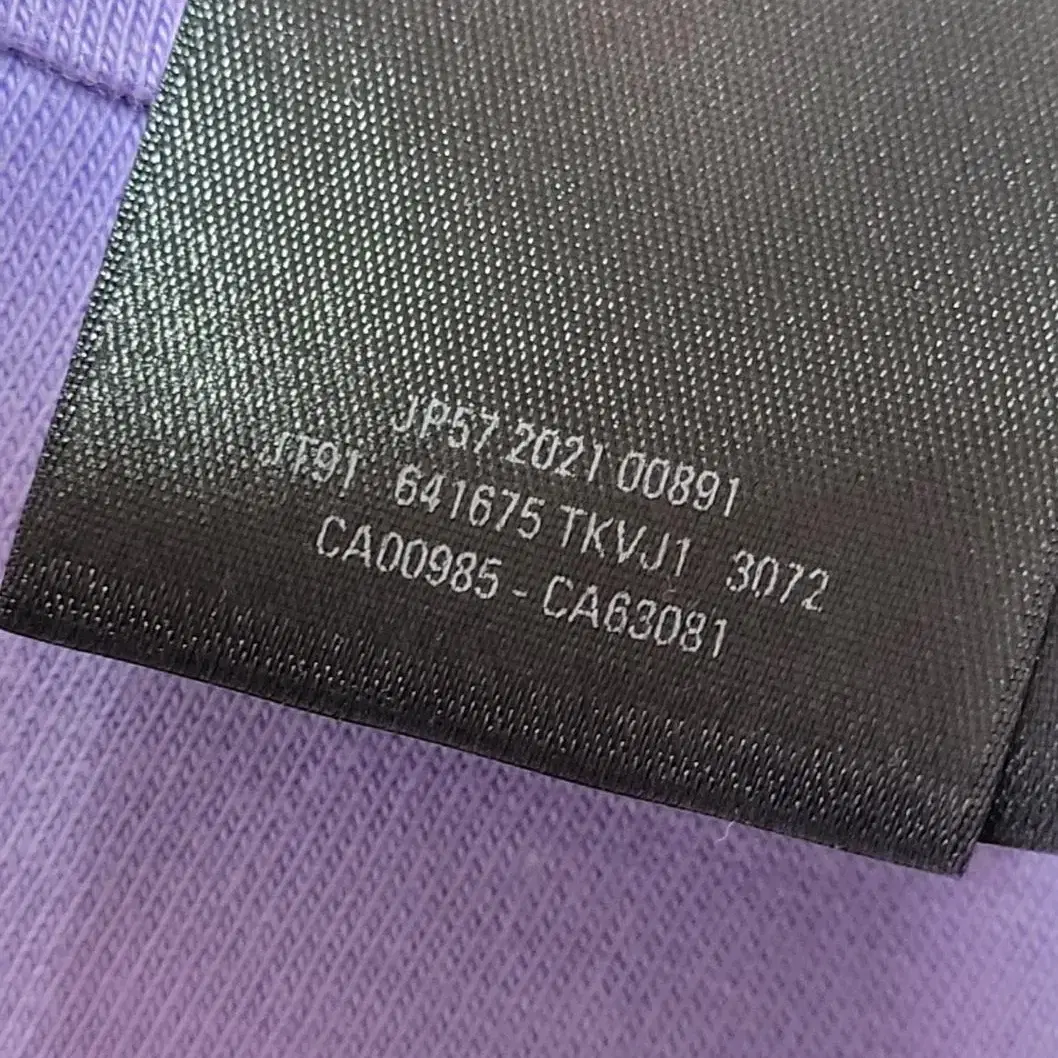 JP57 2021 00891
JT91 641675 TKVJ1 3072
CA00985 - CA63081